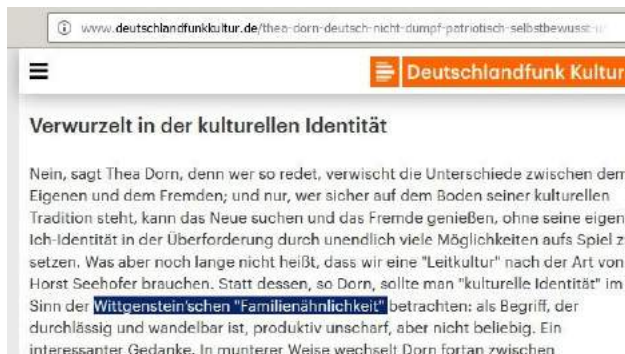 www.deutschlandfunkkultur.de/thea-dorn-deutsch-nicht-dumpf-patriotisch-selbstbewusst-u
Deutschlandfunk Kultur
Verwurzelt in der kulturellen Identität
Nein, sagt Thea Dorn, denn wer so redet, verwischt die Unterschiede zwischen dem
Eigenen und dem Fremden; und nur, wer sicher auf dem Boden seiner kulturellen
Tradition steht, kann das Neue suchen und das Fremde genießen, ohne seine eigen
Ich-Identität in der Überforderung durch unendlich viele Möglichkeiten aufs Spiel z
setzen. Was aber noch lange nicht heißt, dass wir eine "Leitkultur" nach der Art von
Horst Seehofer brauchen. Statt dessen, so Dorn, sollte man "kulturelle Identität" im
Sinn der Wittgenstein'schen "Familienähnlichkeit" betrachten: als Begriff, der
durchlässig und wandelbar ist, produktiv unscharf, aber nicht beliebig. Ein
interessanter Gedanke. In munterer Weise wechselt Dorn fortan zwischen